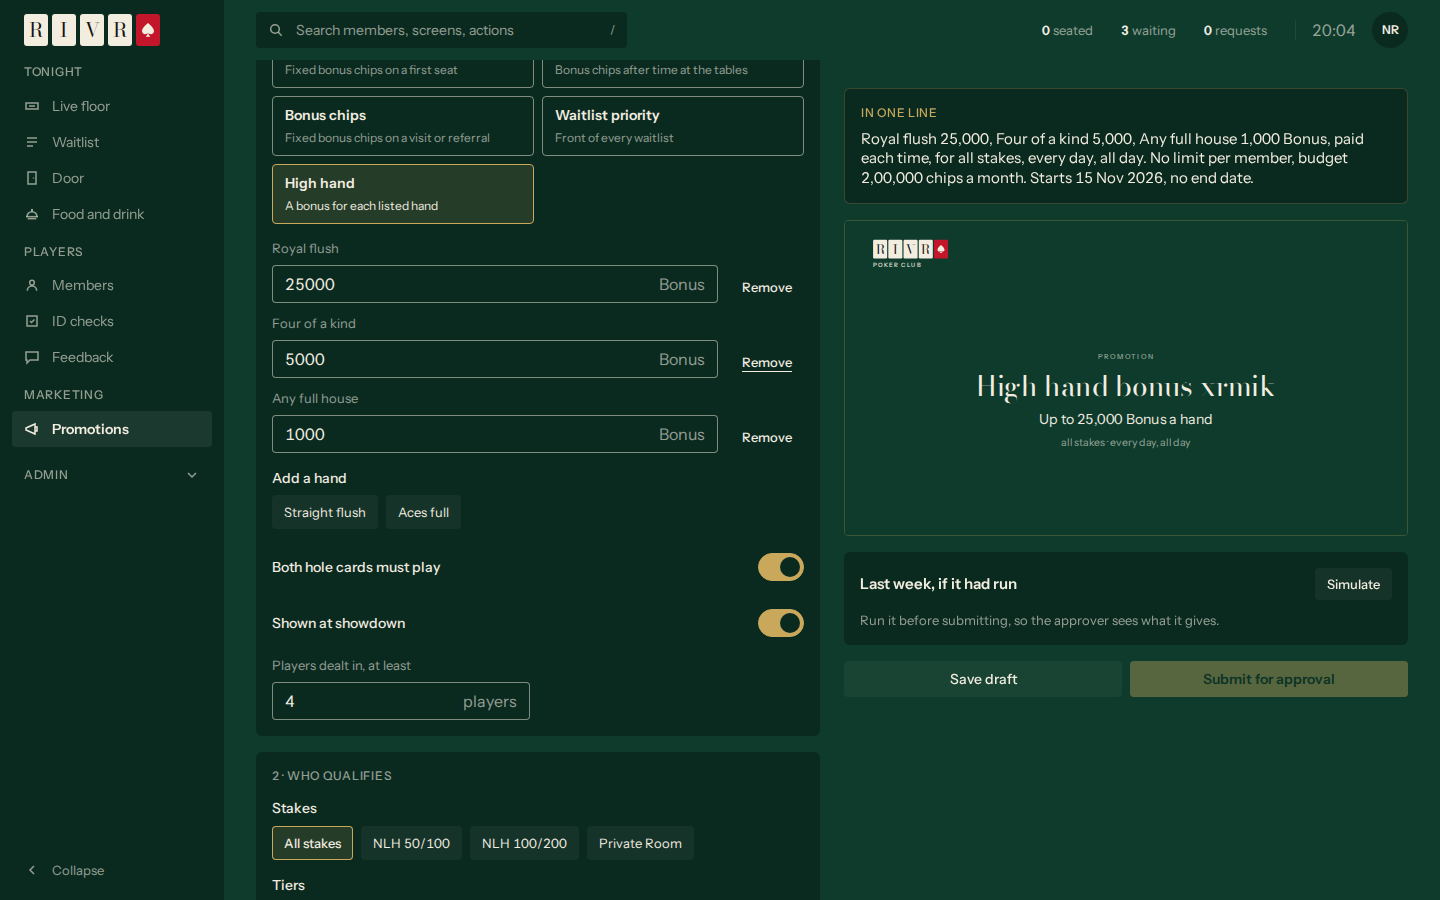 RIVR
Search members, screens, actions /
0 seated 3 waiting 0 requests 20:04 NR
TONIGHT
Live floor
Waitlist
Door
Food and drink
PLAYERS
Members
ID checks
Feedback
MARKETING
Promotions
ADMIN
Collapse
Fixed bonus chips on a first seat
Bonus chips after time at the tables
Bonus chips
Fixed bonus chips on a visit or referral
Waitlist priority
Front of every waitlist
High hand
A bonus for each listed hand
Royal flush
25000 Bonus Remove
Four of a kind
5000 Bonus Remove
Any full house
1000 Bonus Remove
Add a hand
Straight flush Aces full
Both hole cards must play
Shown at showdown
Players dealt in, at least
4 players
2 · WHO QUALIFIES
Stakes
All stakes NLH 50/100 NLH 100/200 Private Room
Tiers
IN ONE LINE
Royal flush 25,000, Four of a kind 5,000, Any full house 1,000 Bonus, paid
each time, for all stakes, every day, all day. No limit per member, budget
2,00,000 chips a month. Starts 15 Nov 2026, no end date.
RIVR
POKER CLUB
PROMOTION
High hand bonus xrmik
Up to 25,000 Bonus a hand
all stakes · every day, all day
Last week, if it had run
Simulate
Run it before submitting, so the approver sees what it gives.
Save draft Submit for approval